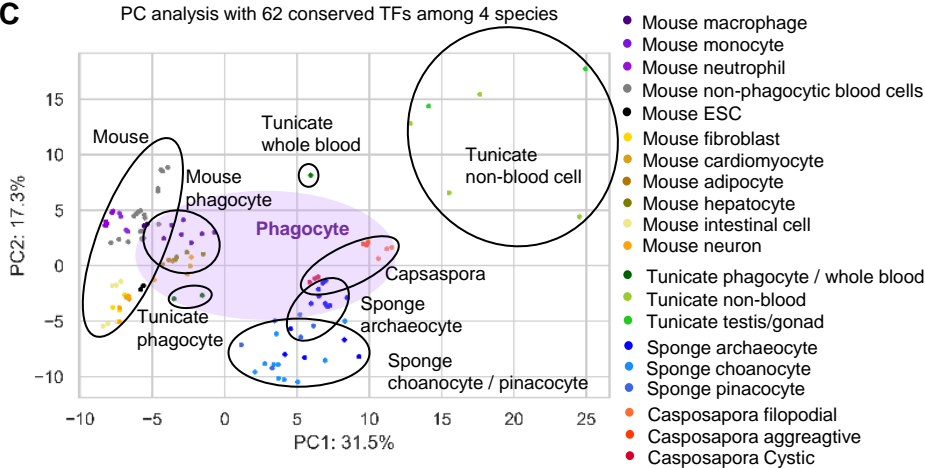 C
PC analysis with 62 conserved TFs among 4 species
15
10
5
0
−5
−10
PC2: 17.3%
−10
−5
0
5
10
15
20
25
PC1: 31.5%
Mouse
Mouse
phagocyte
Tunicate
whole blood
Tunicate
non-blood cell
Phagocyte
Capsaspora
Tunicate
phagocyte
Sponge
archaeocyte
Sponge
choanocyte / pinacocyte
Mouse macrophage
Mouse monocyte
Mouse neutrophil
Mouse non-phagocytic blood cells
Mouse ESC
Mouse fibroblast
Mouse cardiomyocyte
Mouse adipocyte
Mouse hepatocyte
Mouse intestinal cell
Mouse neuron
Tunicate phagocyte / whole blood
Tunicate non-blood
Tunicate testis/gonad
Sponge archaeocyte
Sponge choanocyte
Sponge pinacocyte
Casposapora filopodial
Casposapora aggreagtive
Casposapora Cystic